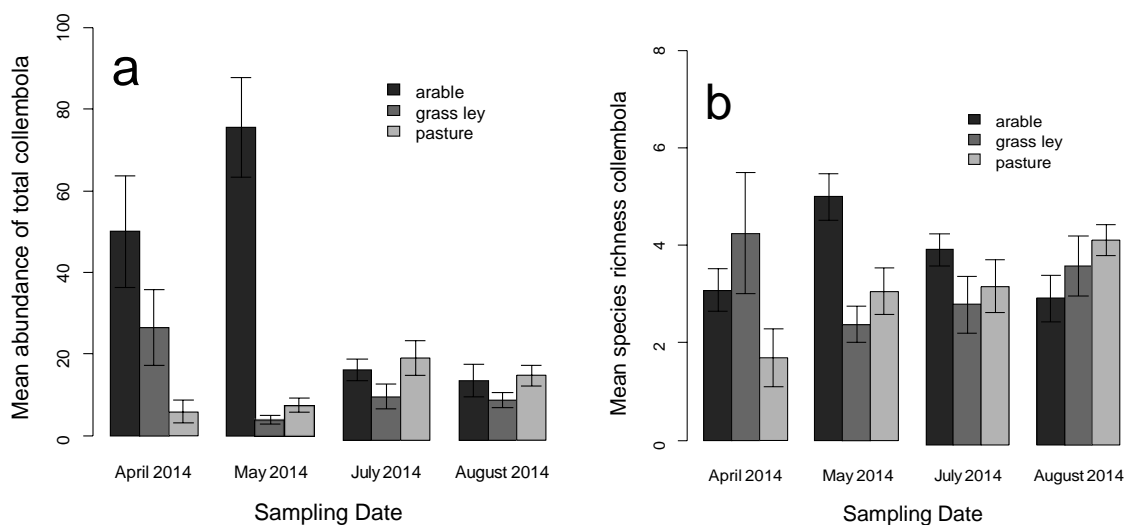 a
Mean abundance of total collembola
100
80
60
40
20
0
arable
grass ley
pasture
April 2014 May 2014 July 2014 August 2014
Sampling Date
b
Mean species richness collembola
8
6
4
2
0
arable
grass ley
pasture
April 2014 May 2014 July 2014 August 2014
Sampling Date